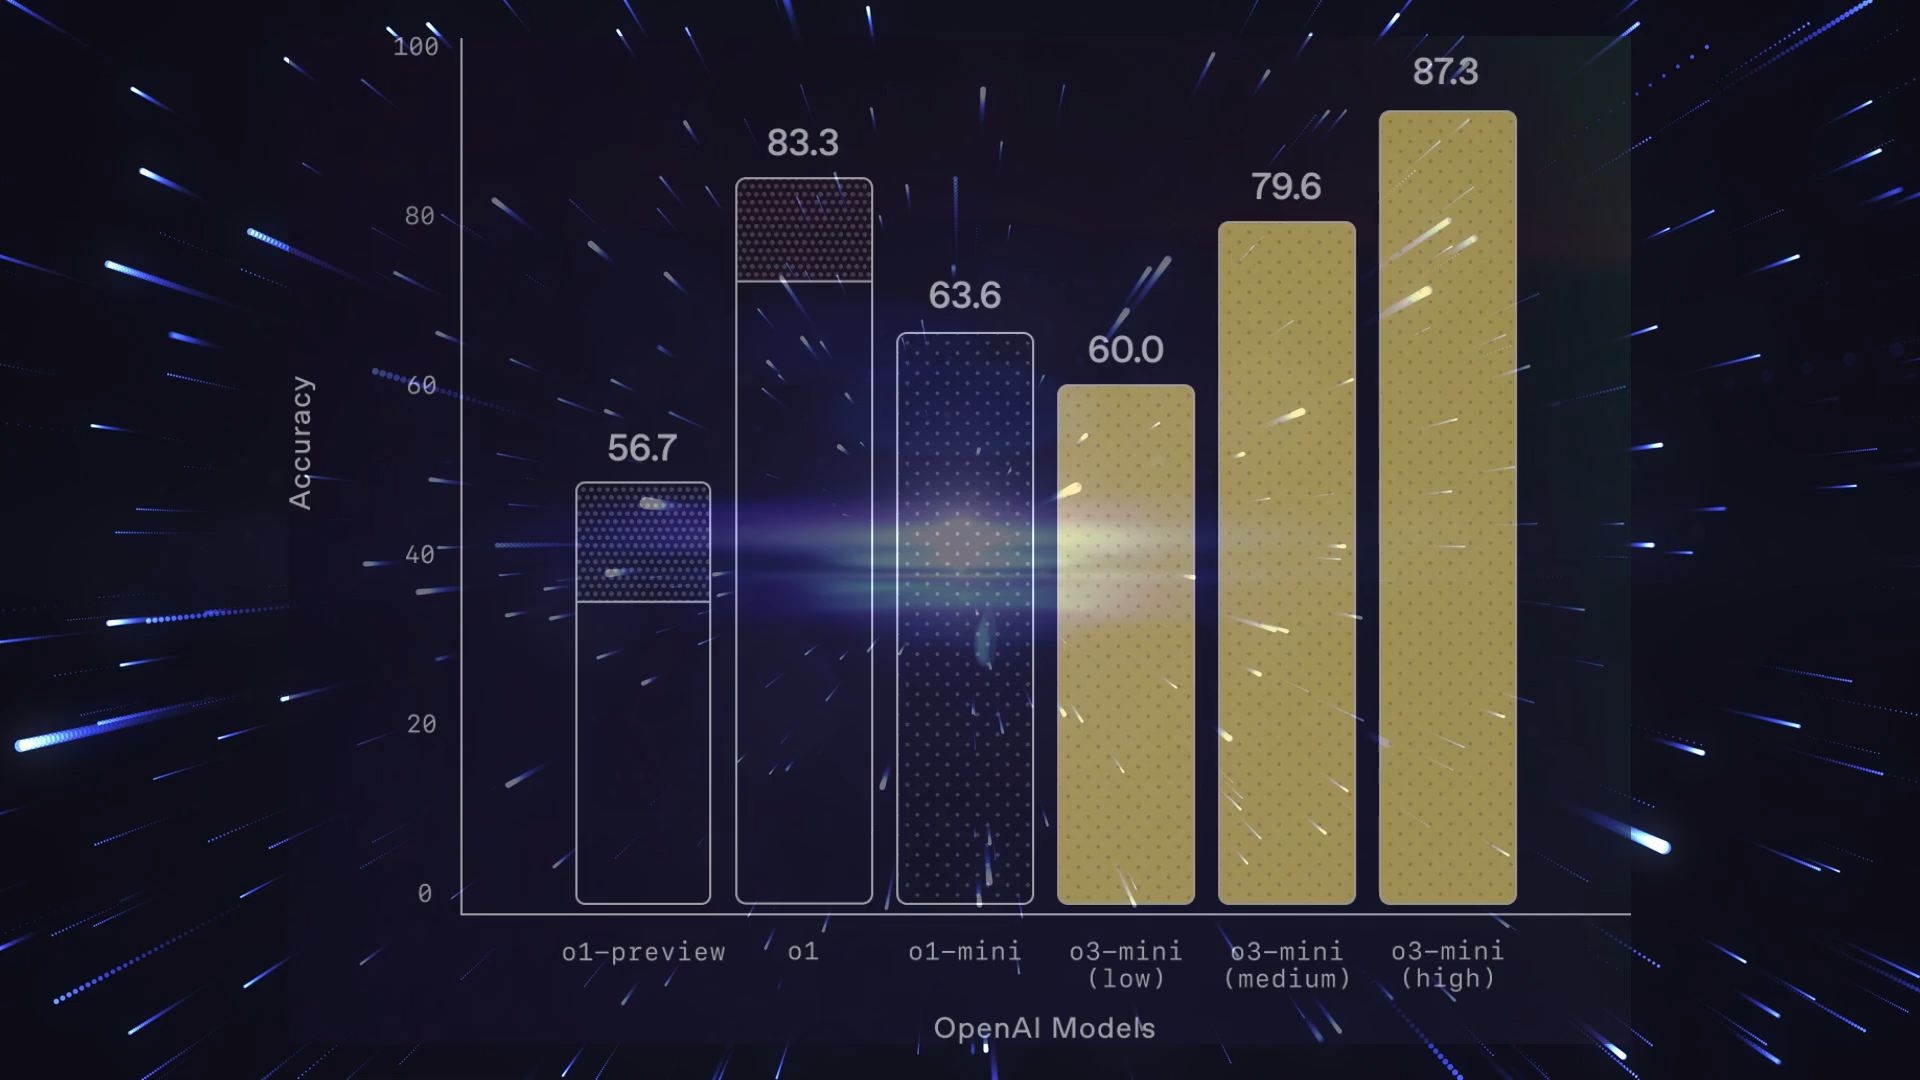 100
80
60
40
20
0
Accuracy
56.7
83.3
63.6
60.0
79.6
87.3
o1-preview
o1
o1-mini
o3-mini
(low)
o3-mini
(medium)
o3-mini
(high)
OpenAI Models